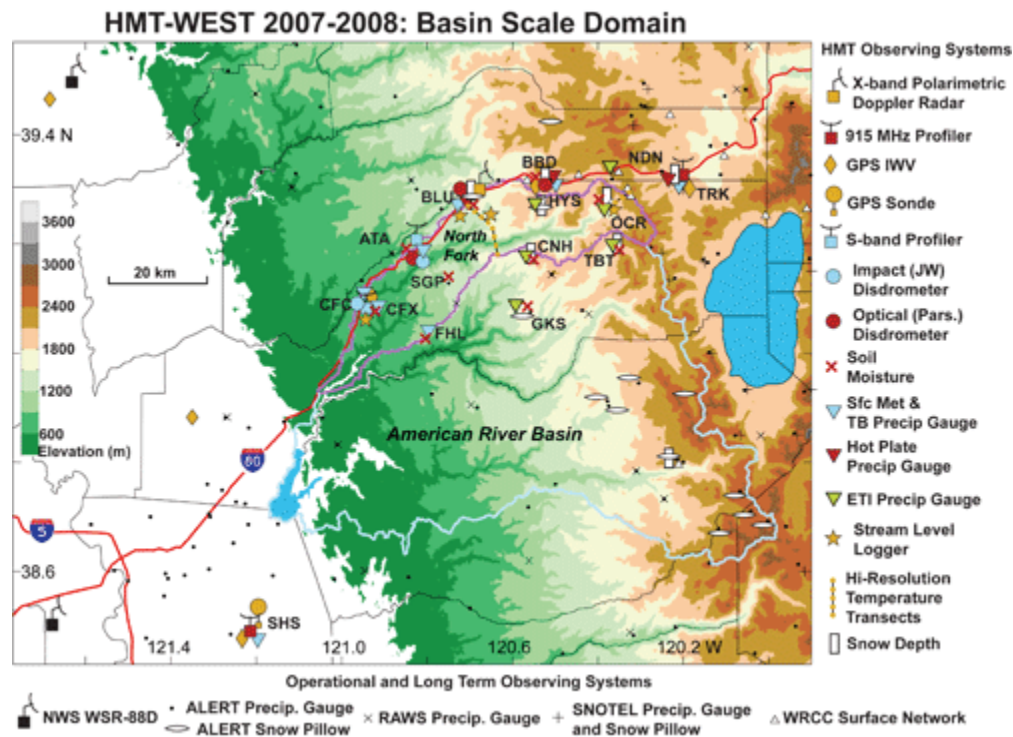 HMT-WEST 2007-2008: Basin Scale Domain
HMT Observing Systems
X-band Polarimetric
Doppler Radar
915 MHz Profiler
GPS IWV
GPS Sonde
S-band Profiler
Impact (JW)
Disdrometer
Optical (Pars.)
Disdrometer
Soil
Moisture
Sfc Met &
TB Precip Gauge
Hot Plate
Precip Gauge
ETI Precip Gauge
Stream Level
Logger
Hi-Resolution
Temperature
Transects
Snow Depth
39.4 N
38.6
121.4
121.0
120.6
120.2 W
3600
3000
2400
1800
1200
600
Elevation (m)
20 km
BBD
NDN
BLU
HYS
TRK
OCR
ATA
North
Fork
CNH
TBT
SGP
CFC
CFX
GKS
FHL
American River Basin
80
5
SHS
Operational and Long Term Observing Systems
NWS WSR-88D
ALERT Precip. Gauge
ALERT Snow Pillow
RAWS Precip. Gauge
SNOTEL Precip. Gauge
and Snow Pillow
WRCC Surface Network